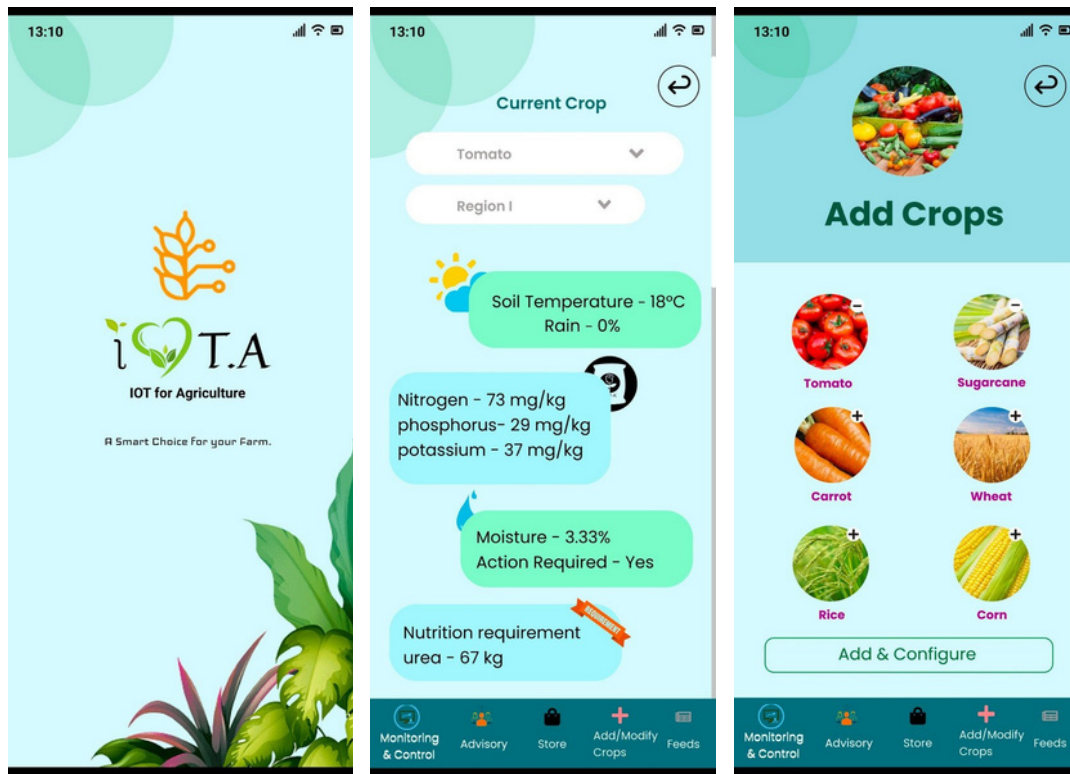 13:10
i T.A
IOT for Agriculture
A Smart Choice for your Farm.
13:10
Current Crop
Tomato
Region I
Soil Temperature - 18°C
Rain - 0%
Nitrogen - 73 mg/kg
phosphorus- 29 mg/kg
potassium - 37 mg/kg
Moisture - 3.33%
Action Required - Yes
REQUIREMENT
Nutrition requirement
urea - 67 kg
Monitoring
& Control
Advisory
Store
Add/Modify
Crops
Feeds
13:10
Add Crops
Tomato
Sugarcane
Carrot
Wheat
Rice
Corn
Add & Configure
Monitoring
& Control
Advisory
Store
Add/Modify
Crops
Feeds